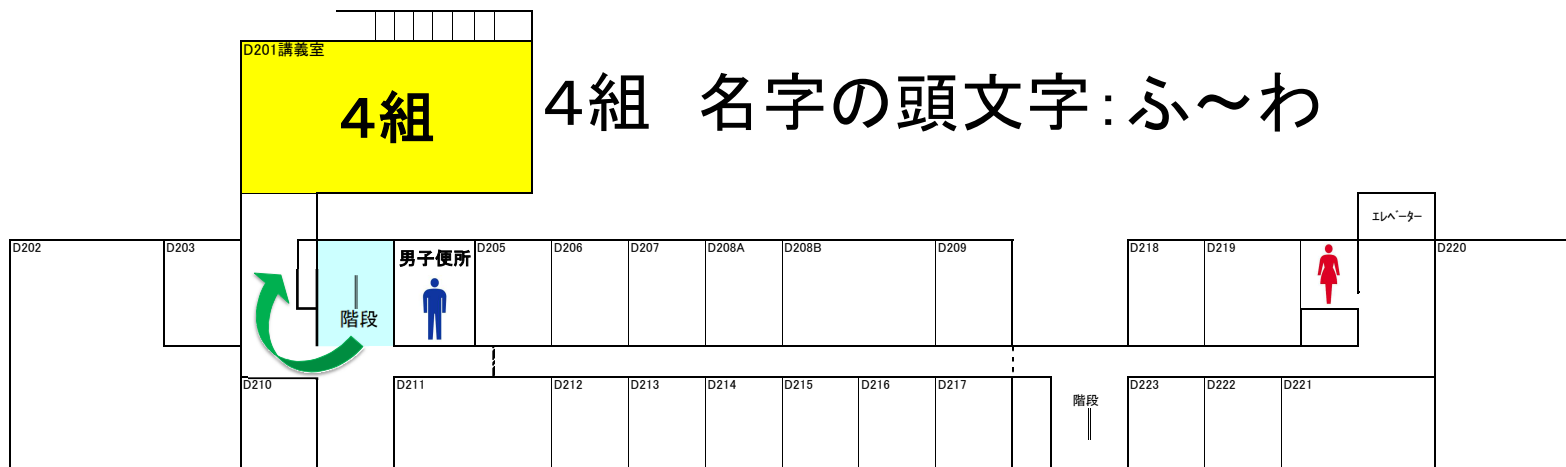 D201講義室
4組
4組　名字の頭文字:ふ～わ
エレベーター
D202
D203
男子便所
D205
D206
D207
D208A
D208B
D209
D218
D219
D220
階段
D210
D211
D212
D213
D214
D215
D216
D217
階段
D223
D222
D221